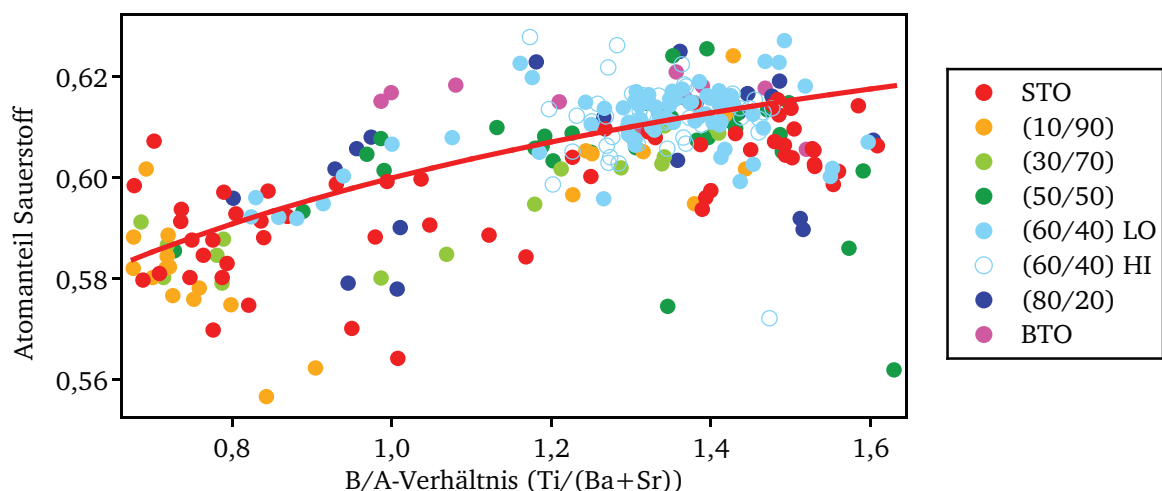 Atomanteil Sauerstoff
0,62
0,60
0,58
0,56
0,8 1,0 1,2 1,4 1,6
B/A-Verhältnis (Ti/(Ba+Sr))
STO
(10/90)
(30/70)
(50/50)
(60/40) LO
(60/40) HI
(80/20)
BTO